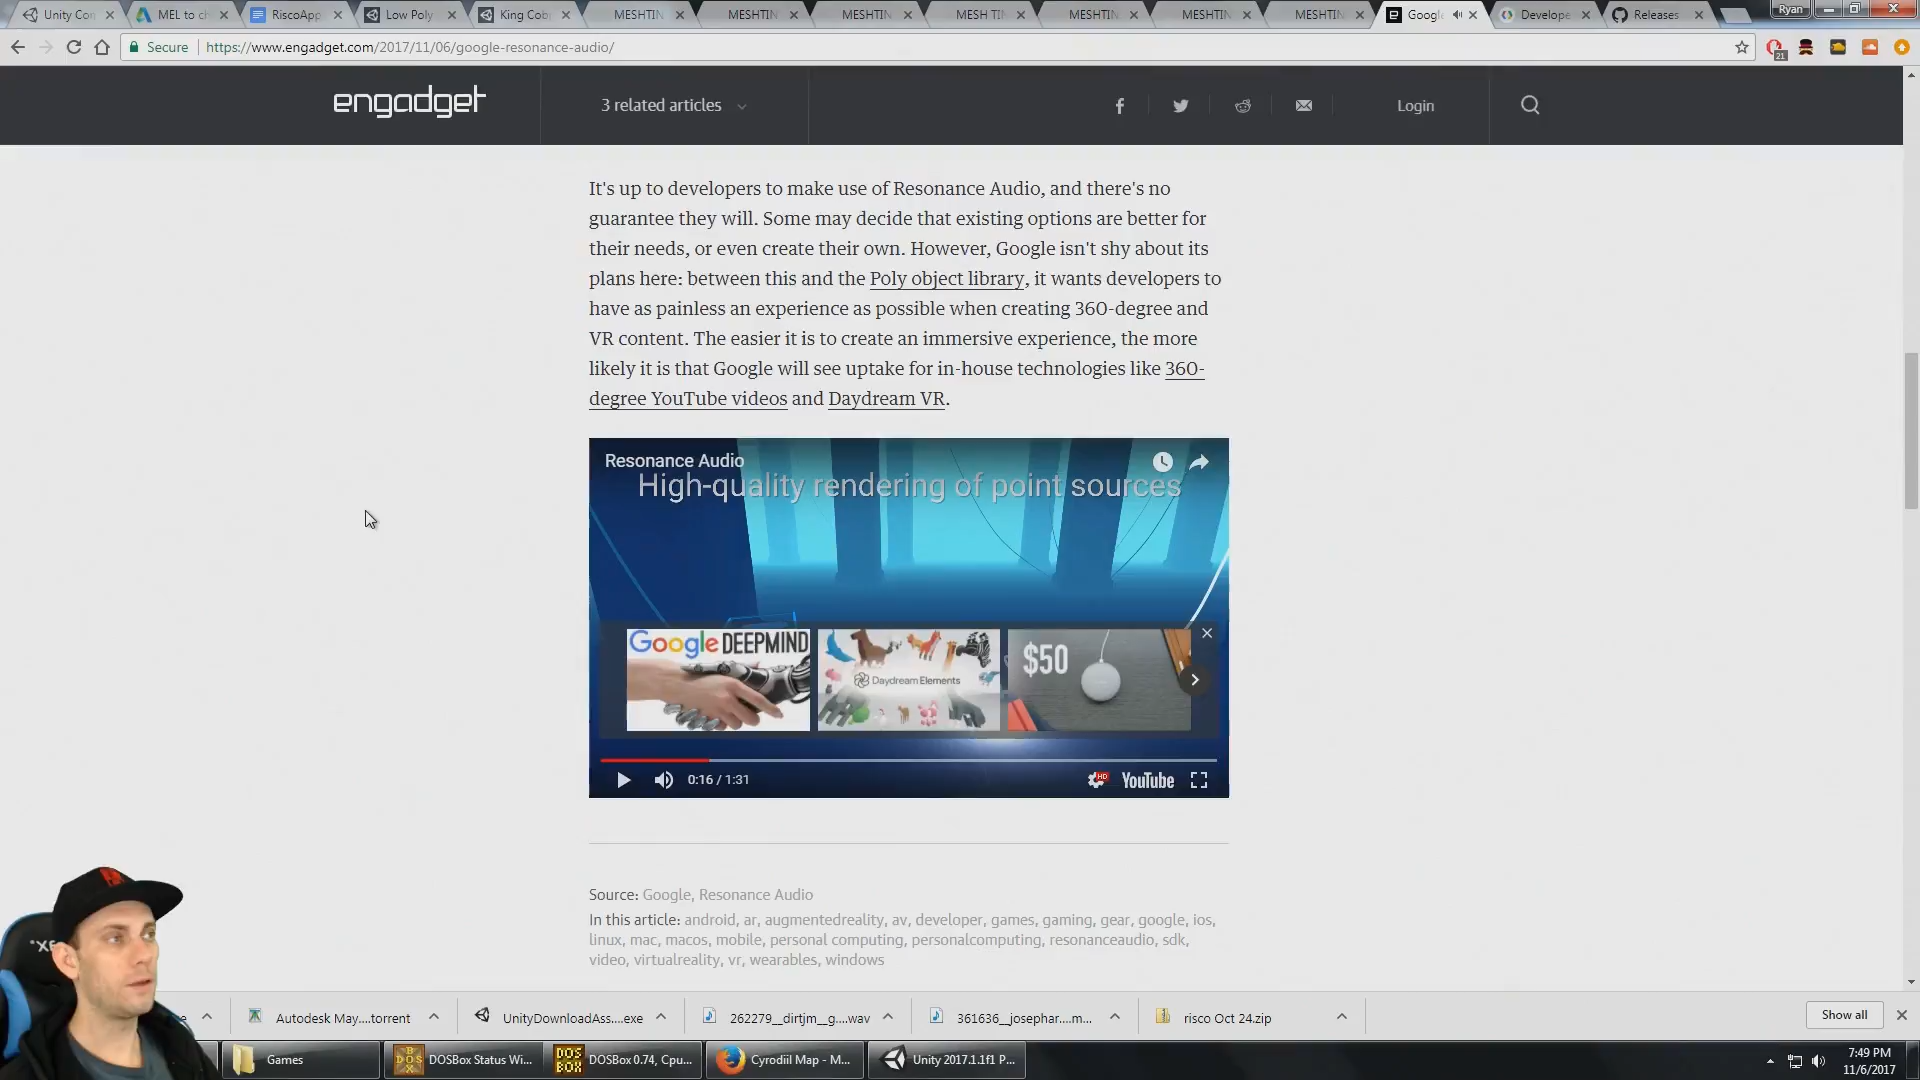 Unity Con
MEL to c
RiscoApp
Low Poly
King Cob
MESHTIN
MESHTIN
MESHTIN
MESH TIN
MESHTIN
MESHTIN
MESHTIN
Google
Develope
Releases
Ryan
Secure
https://www.engadget.com/2017/11/06/google-resonance-audio/
21
engadget
3 related articles
Login
It's up to developers to make use of Resonance Audio, and there's no
guarantee they will. Some may decide that existing options are better for
their needs, or even create their own. However, Google isn't shy about its
plans here: between this and the Poly object library, it wants developers to
have as painless an experience as possible when creating 360-degree and
VR content. The easier it is to create an immersive experience, the more
likely it is that Google will see uptake for in-house technologies like 360-
degree YouTube videos and Daydream VR.
Resonance Audio
High-quality rendering of point sources
Google DEEPMIND
Daydream Elements
$50
0:16 / 1:31
HD
YouTube
Source: Google, Resonance Audio
In this article: android, ar, augmentedreality, av, developer, games, gaming, gear, google, ios,
linux, mac, macos, mobile, personal computing, personalcomputing, resonanceaudio, sdk,
video, virtualreality, vr, wearables, windows
Autodesk May....torrent
UnityDownloadAss....exe
262279__dirtjm__g....wav
361636__josephar....m...
risco Oct 24.zip
Show all
Games
DOSBox Status Wi...
DOSBox 0.74, Cpu...
Cyrodiil Map - M...
Unity 2017.1.1f1 P...
7:49 PM
11/6/2017